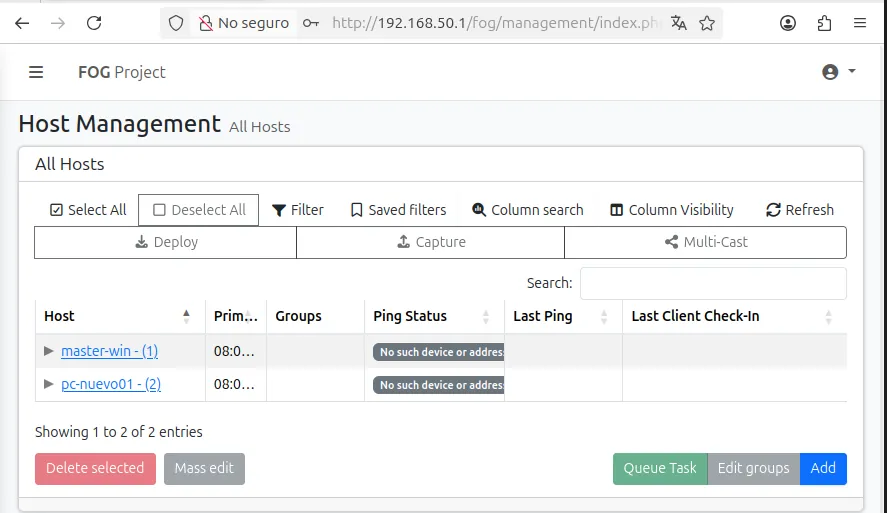 No seguro http://192.168.50.1/fog/management/index.ph
FOG Project
Host Management All Hosts
All Hosts
Select All Deselect All Filter Saved filters Column search Column Visibility Refresh
Deploy Capture Multi-Cast
Search:
Host Prim... Groups Ping Status Last Ping Last Client Check-In
master-win - (1) 08:0... No such device or addres
pc-nuevo01 - (2) 08:0... No such device or addres
Showing 1 to 2 of 2 entries
Delete selected Mass edit Queue Task Edit groups Add